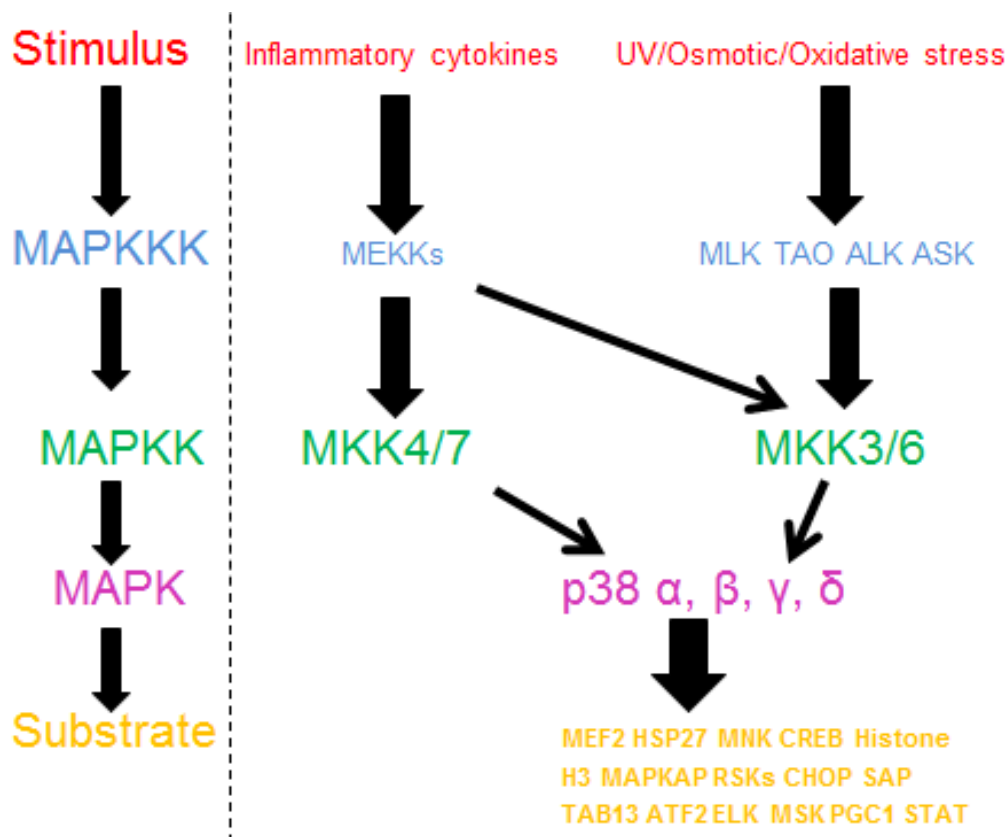 Stimulus
Inflammatory cytokines
UV/Osmotic/Oxidative stress
MAPKKK
MEKKs
MLK TAO ALK ASK
MAPKK
MKK4/7
MKK3/6
MAPK
p38 α, β, γ, δ
Substrate
MEF2 HSP27 MNK CREB Histone
H3 MAPKAP RSKs CHOP SAP
TAB13 ATF2 ELK MSK PGC1 STAT